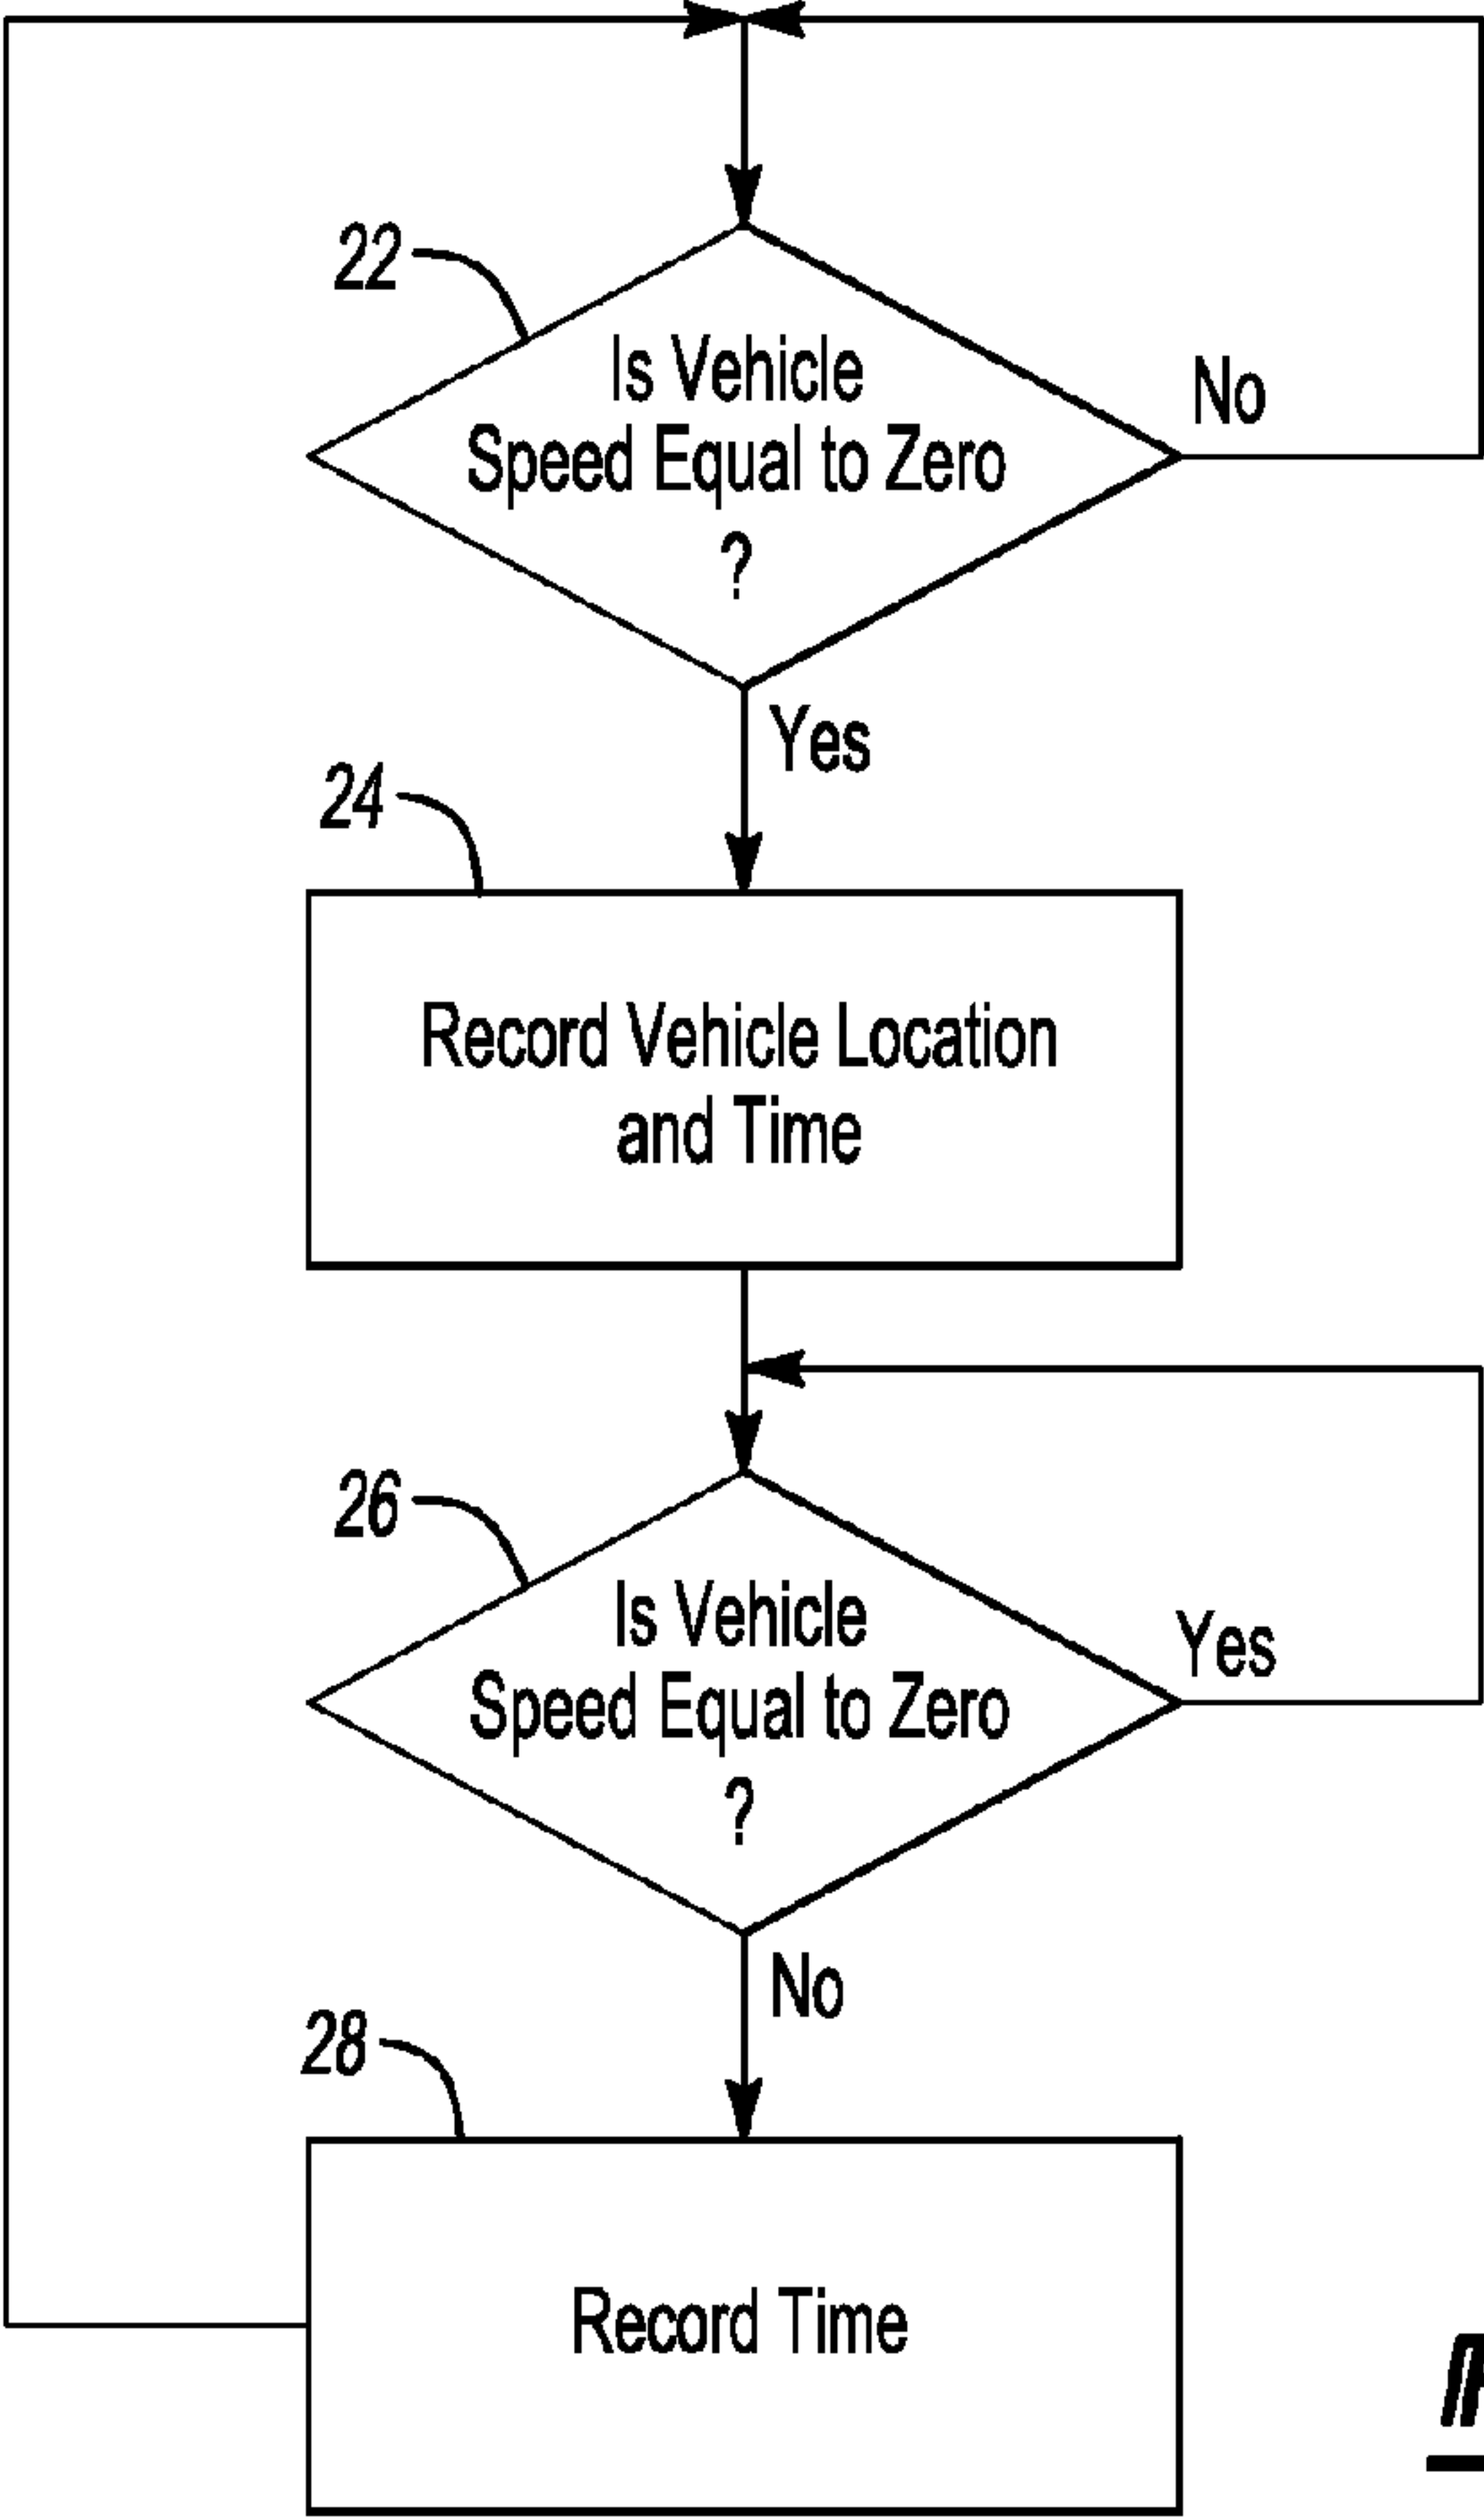 22
Is Vehicle
Speed Equal to Zero
?
No
Yes
24
Record Vehicle Location
and Time
26
Is Vehicle
Speed Equal to Zero
?
Yes
No
28
Record Time